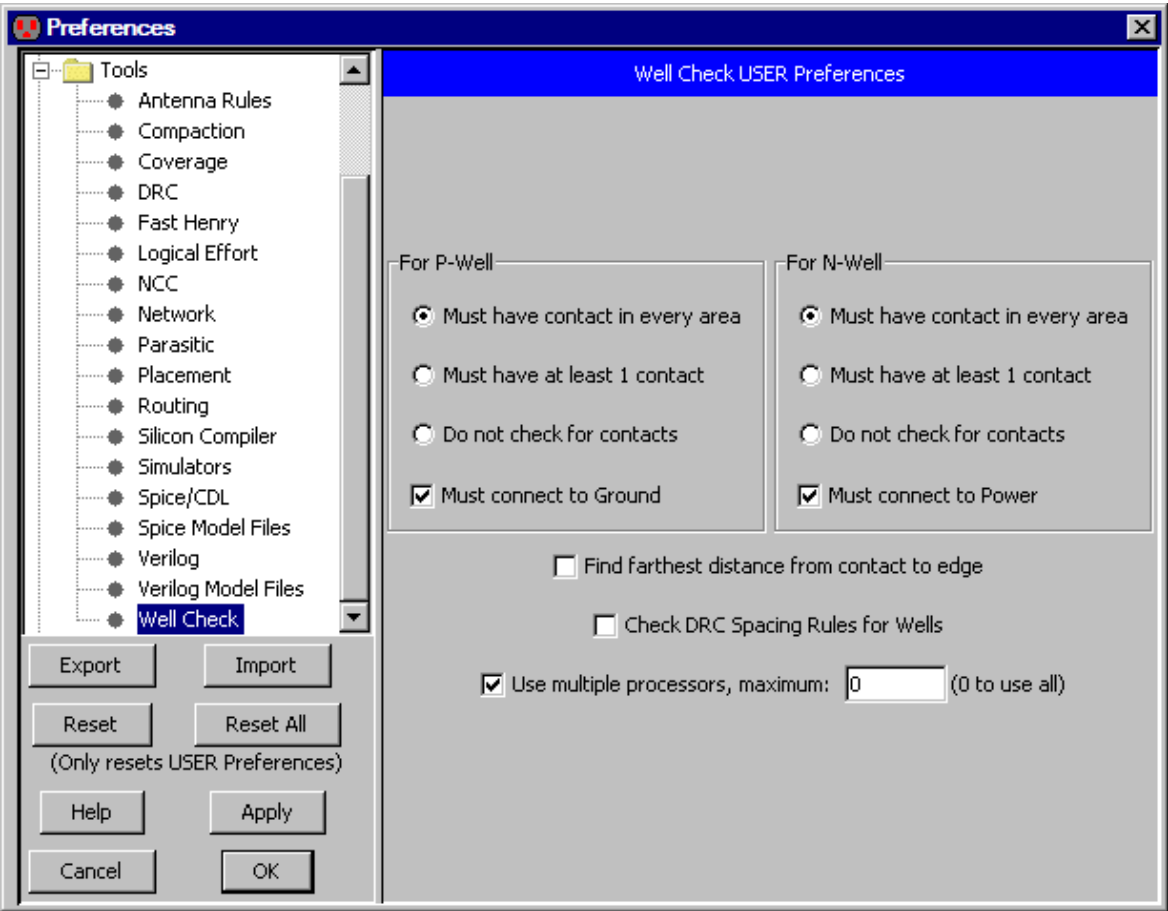 Preferences
Tools
Antenna Rules
Compaction
Coverage
DRC
Fast Henry
Logical Effort
NCC
Network
Parasitic
Placement
Routing
Silicon Compiler
Simulators
Spice/CDL
Spice Model Files
Verilog
Verilog Model Files
Well Check
Export Import
Reset Reset All
(Only resets USER Preferences)
Help Apply
Cancel OK
Well Check USER Preferences
For P-Well
Must have contact in every area
Must have at least 1 contact
Do not check for contacts
Must connect to Ground
For N-Well
Must have contact in every area
Must have at least 1 contact
Do not check for contacts
Must connect to Power
Find farthest distance from contact to edge
Check DRC Spacing Rules for Wells
Use multiple processors, maximum: 0 (0 to use all)